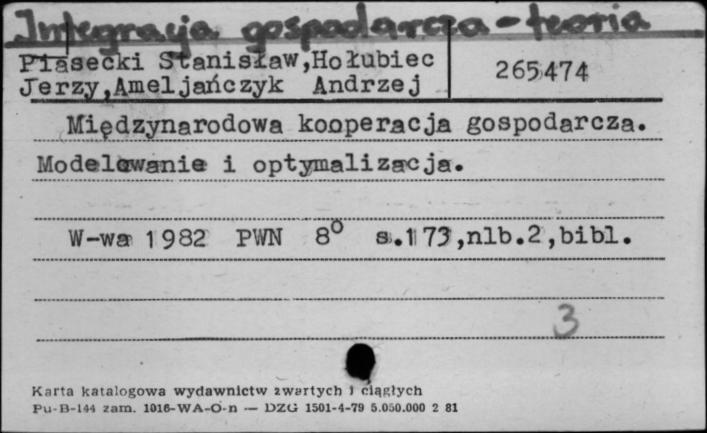 Integracja gospodarcza - teoria
Piasecki Stanisław,Hołubiec
265474
Jerzy,Ameljańczyk Andrzej
Międzynarodowa kooperacja gospodarcza.
Modelowanie i optymalizacja.
W-wa 1982 PWN 8° s.173,nlb.2,bibl.
3
Karta katalogowa wydawnictw zwartych i ciągłych
Pu-B-144 zam. 1016-WA-O-n — DZG 1501-4-79 5.050.000 2 81